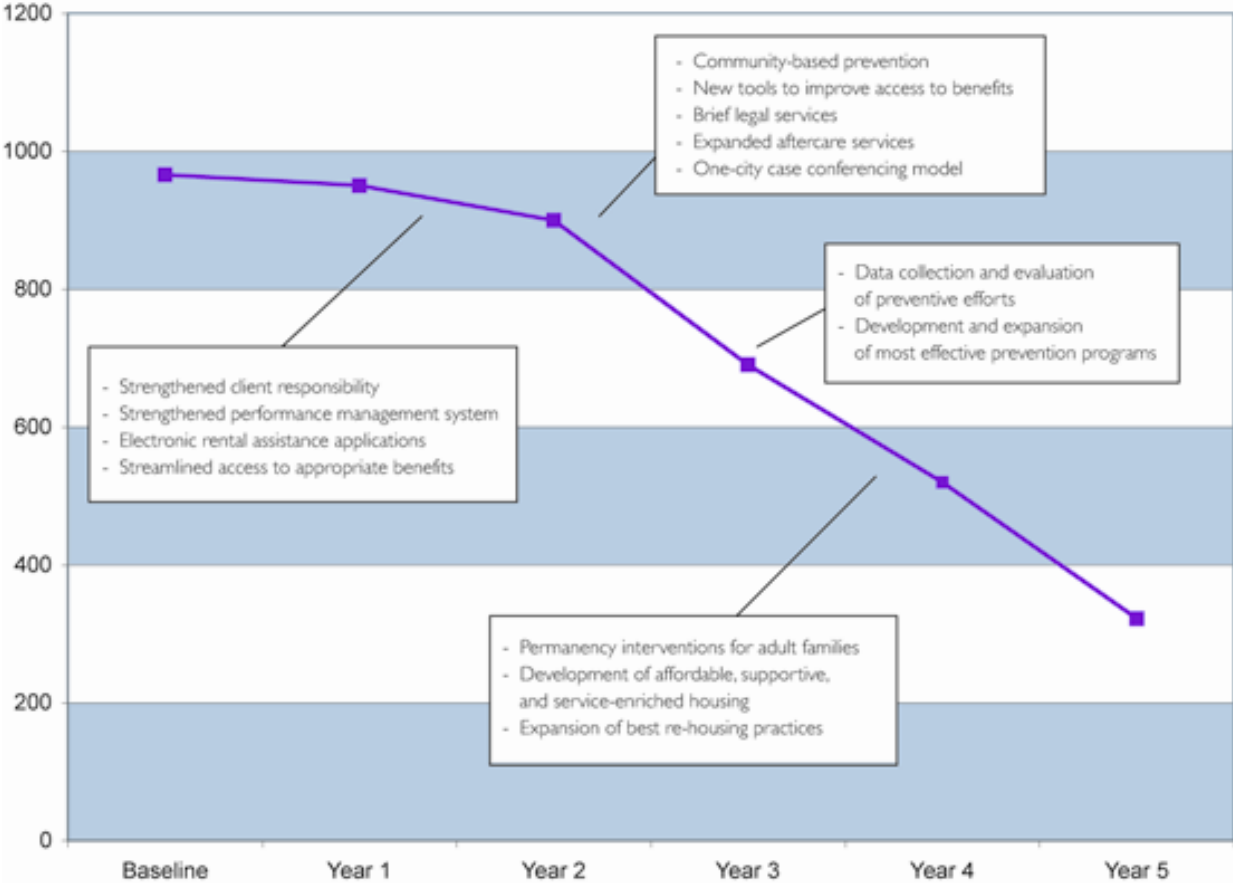 1200
- Community-based prevention
- New tools to improve access to benefits
- Brief legal services
- Expanded aftercare services
- One-city case conferencing model
1000
- Data collection and evaluation
of preventive efforts
- Development and expansion
of most effective prevention programs
800
- Strengthened client responsibility
- Strengthened performance management system
- Electronic rental assistance applications
- Streamlined access to appropriate benefits
600
400
- Permanency interventions for adult families
- Development of affordable, supportive,
and service-enriched housing
- Expansion of best re-housing practices
200
0
Baseline Year 1 Year 2 Year 3 Year 4 Year 5